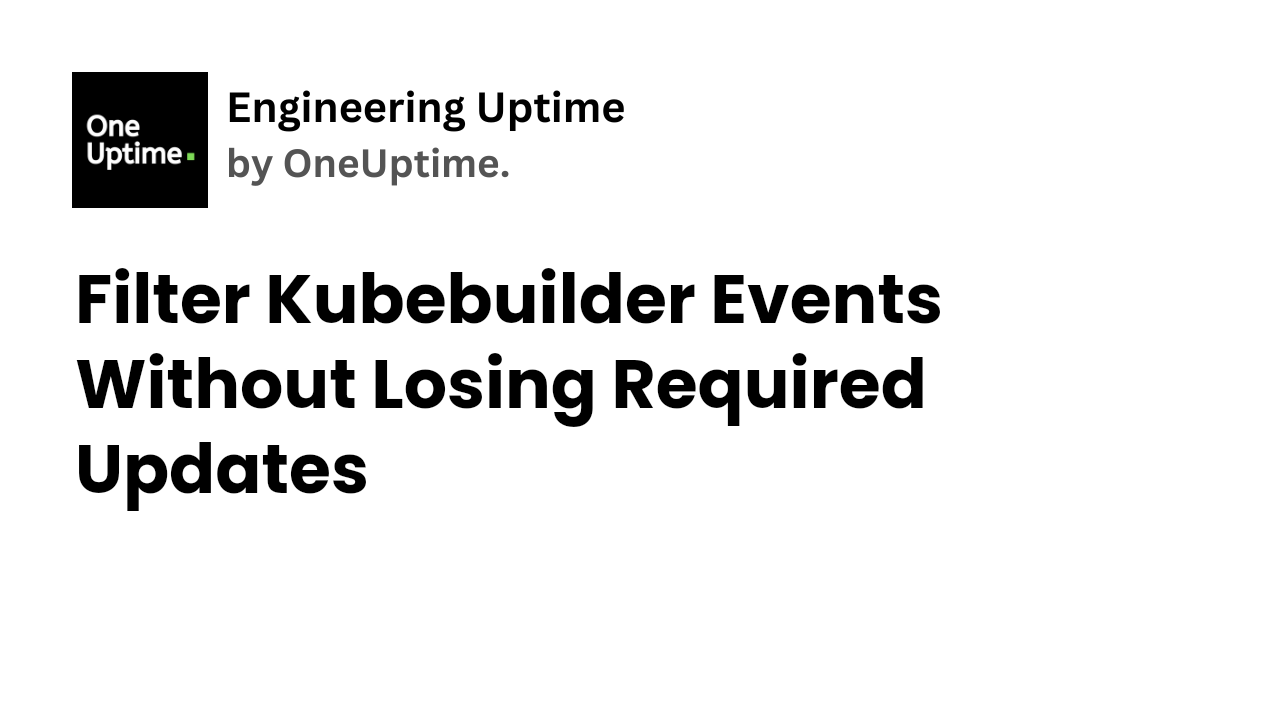 One
Uptime
Engineering Uptime
by OneUptime.
Filter Kubebuilder Events
Without Losing Required
Updates